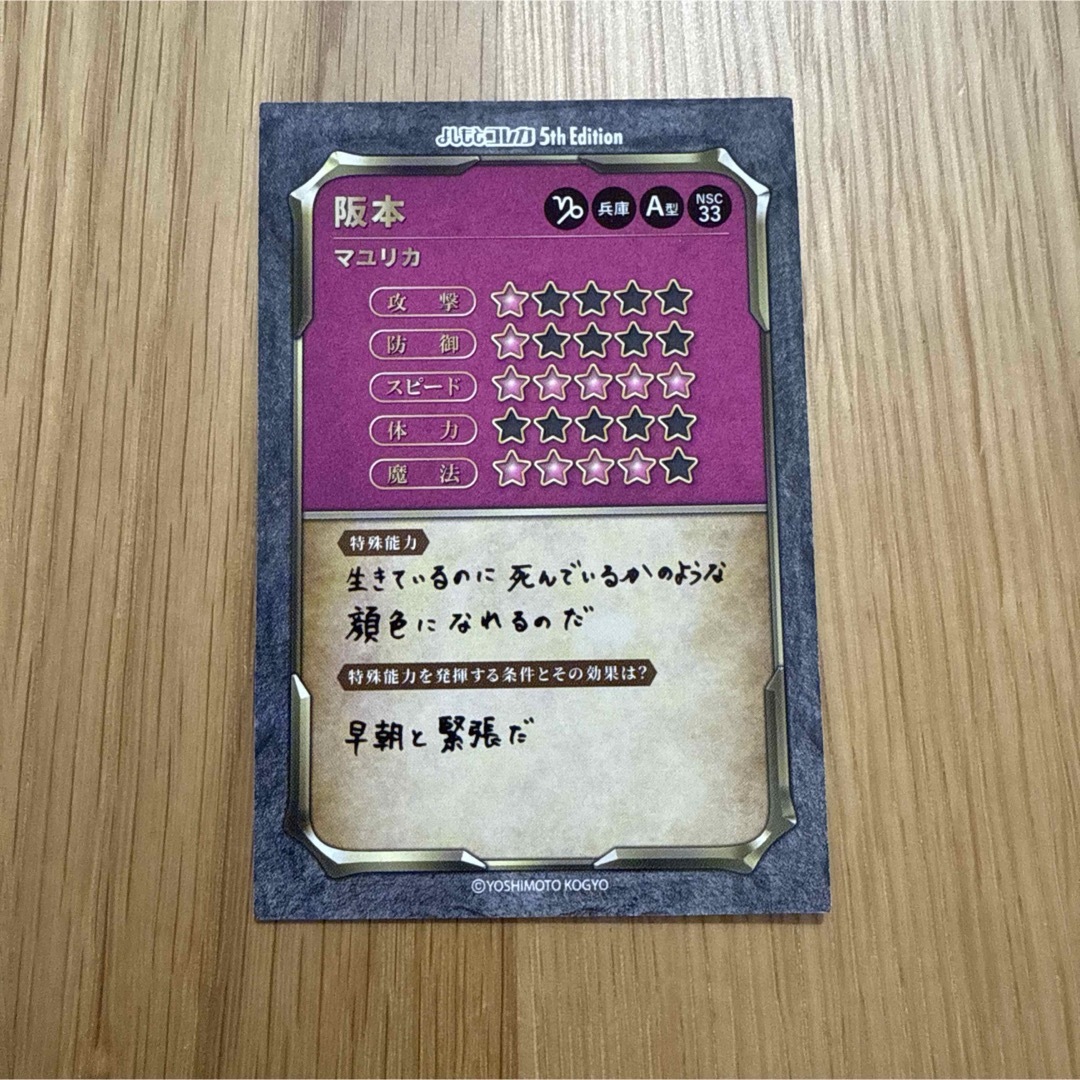 よしもとコレカ 5th Edition
阪本 兵庫 A型 NSC 33
マユリカ
攻撃
防御
スピード
体力
魔法
特殊能力
生きているのに 死んでいるかのような
顔色に なれるのだ
特殊能力を発揮する条件とその効果は?
早朝と緊張だ
©YOSHIMOTO KOGYO